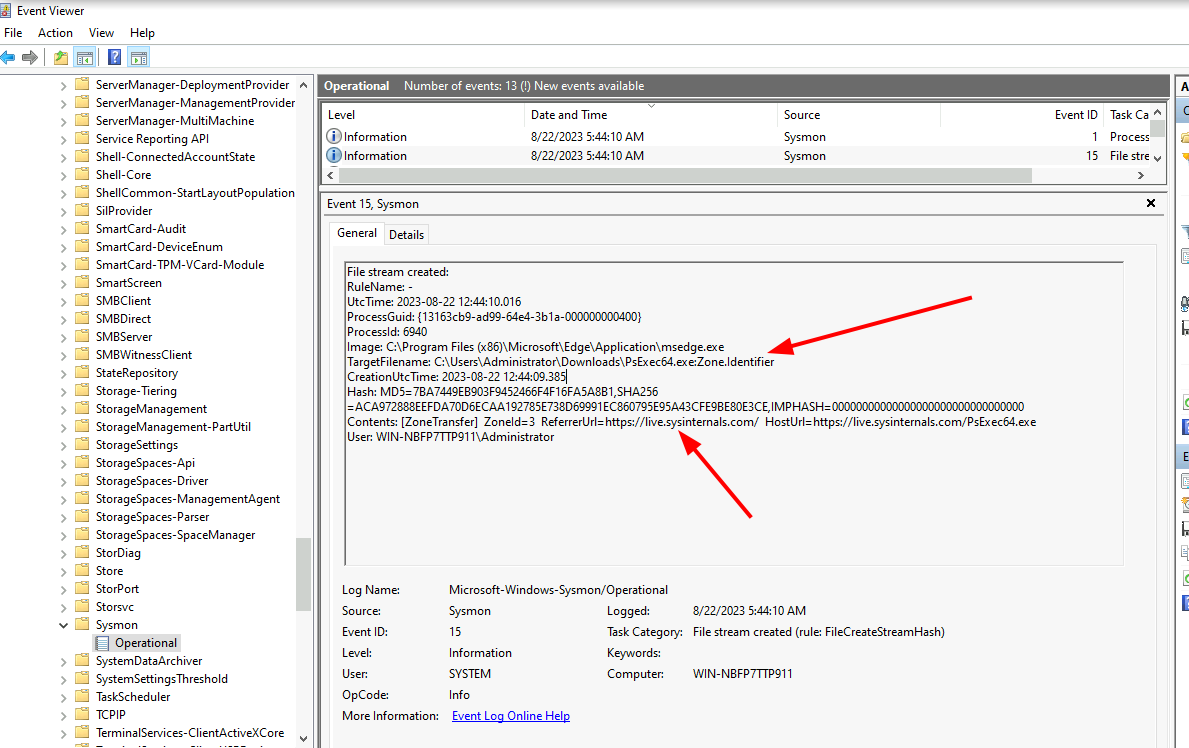 Event Viewer
File Action View Help
ServerManager-DeploymentProvider
ServerManager-ManagementProvider
ServerManager-MultiMachine
Service Reporting API
Shell-ConnectedAccountState
Shell-Core
ShellCommon-StartLayoutPopulation
SilProvider
SmartCard-Audit
SmartCard-DeviceEnum
SmartCard-TPM-VCard-Module
SmartScreen
SMBClient
SMBDirect
SMBServer
SMBWitnessClient
StateRepository
Storage-Tiering
StorageManagement
StorageManagement-PartUtil
StorageSettings
StorageSpaces-Api
StorageSpaces-Driver
StorageSpaces-ManagementAgent
StorageSpaces-Parser
StorageSpaces-SpaceManager
StorDiag
Store
StorPort
Storsvc
Sysmon
Operational
SystemDataArchiver
SystemSettingsThreshold
TaskScheduler
TCPIP
TerminalServices-ClientActiveXCore
Operational Number of events: 13 (!) New events available
Level Date and Time Source Event ID Task Ca
Information 8/22/2023 5:44:10 AM Sysmon 1 Process
Information 8/22/2023 5:44:10 AM Sysmon 15 File stre
Event 15, Sysmon
General Details
File stream created:
RuleName: -
UtcTime: 2023-08-22 12:44:10.016
ProcessGuid: {13163cb9-ad99-64e4-3b1a-000000000400}
ProcessId: 6940
Image: C:\Program Files (x86)\Microsoft\Edge\Application\msedge.exe
TargetFilename: C:\Users\Administrator\Downloads\PsExec64.exe:Zone.Identifier
CreationUtcTime: 2023-08-22 12:44:09.385
Hash: MD5=7BA7449EB903F9452466F4F16FA5A8B1,SHA256
=ACA972888EEFDA70D6ECAA192785E738D69991EC860795E95A43CFE9BE80E3CE,IMPHASH=00000000000000000000000000000000
Contents: [ZoneTransfer] ZoneId=3 ReferrerUrl=https://live.sysinternals.com/ HostUrl=https://live.sysinternals.com/PsExec64.exe
User: WIN-NBFP7TTP911\Administrator
Log Name: Microsoft-Windows-Sysmon/Operational
Source: Sysmon Logged: 8/22/2023 5:44:10 AM
Event ID: 15 Task Category: File stream created (rule: FileCreateStreamHash)
Level: Information Keywords:
User: SYSTEM Computer: WIN-NBFP7TTP911
OpCode: Info
More Information: Event Log Online Help